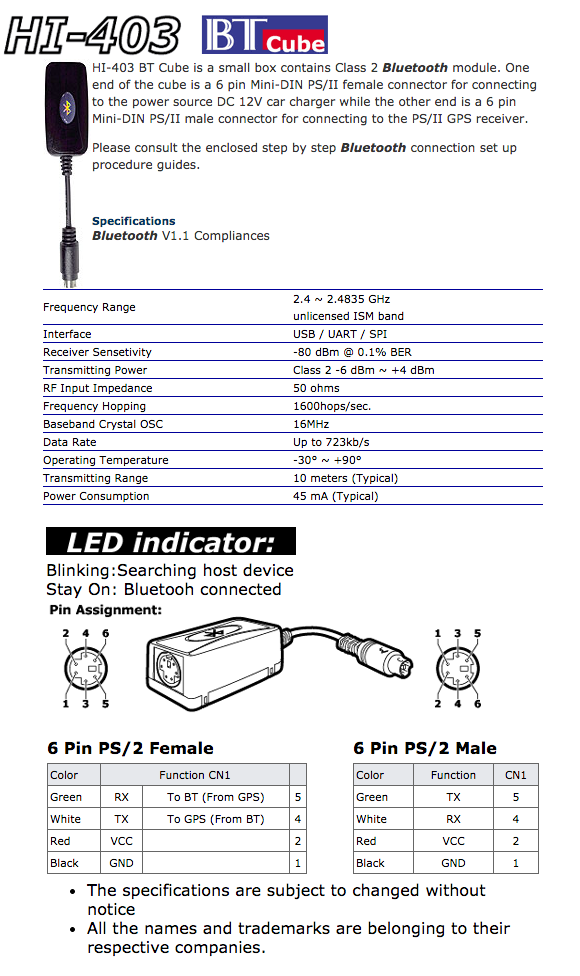 HI-403 BT Cube
HI-403 BT Cube is a small box contains Class 2 Bluetooth module. One
end of the cube is a 6 pin Mini-DIN PS/II female connector for connecting
to the power source DC 12V car charger while the other end is a 6 pin
Mini-DIN PS/II male connector for connecting to the PS/II GPS receiver.
Please consult the enclosed step by step Bluetooth connection set up
procedure guides.
Specifications
Bluetooth V1.1 Compliances
Frequency Range 2.4 ~ 2.4835 GHz
unlicensed ISM band
Interface USB / UART / SPI
Receiver Sensetivity -80 dBm @ 0.1% BER
Transmitting Power Class 2 -6 dBm ~ +4 dBm
RF Input Impedance 50 ohms
Frequency Hopping 1600hops/sec.
Baseband Crystal OSC 16MHz
Data Rate Up to 723kb/s
Operating Temperature -30° ~ +90°
Transmitting Range 10 meters (Typical)
Power Consumption 45 mA (Typical)
LED indicator:
Blinking:Searching host device
Stay On: Bluetooh connected
Pin Assignment:
2 4 6
1 3 5
1 3 5
2 4 6
6 Pin PS/2 Female
Color Function CN1
Green RX To BT (From GPS) 5
White TX To GPS (From BT) 4
Red VCC 2
Black GND 1
6 Pin PS/2 Male
Color Function CN1
Green TX 5
White RX 4
Red VCC 2
Black GND 1
• The specifications are subject to changed without
notice
• All the names and trademarks are belonging to their
respective companies.